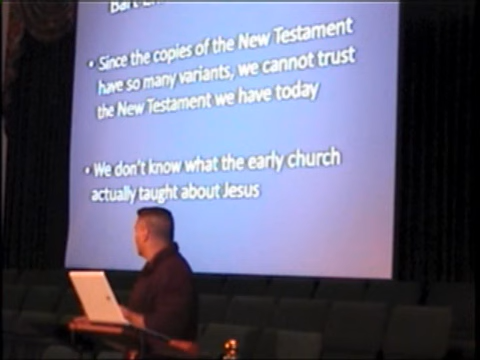 Bart
• Since the copies of the New Testament
have so many variants, we cannot trust
the New Testament we have today
• We don't know what the early church
actually taught about Jesus